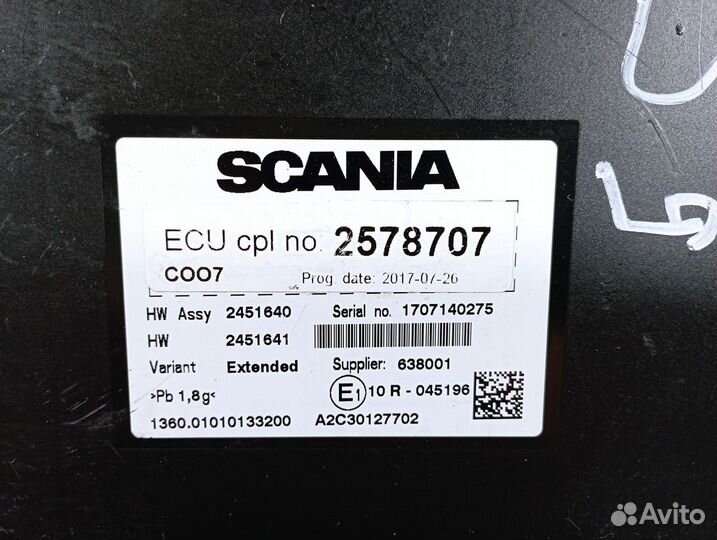 SCANIA
ECU cpl no. 2578707
COO7 Prog. date: 2017-07-26
HW Assy 2451640 Serial no. 1707140275
HW 2451641
Variant Extended Supplier: 638001
>Pb 1,8g< E1 10 R - 045196
1360.01010133200 A2C30127702
Avito